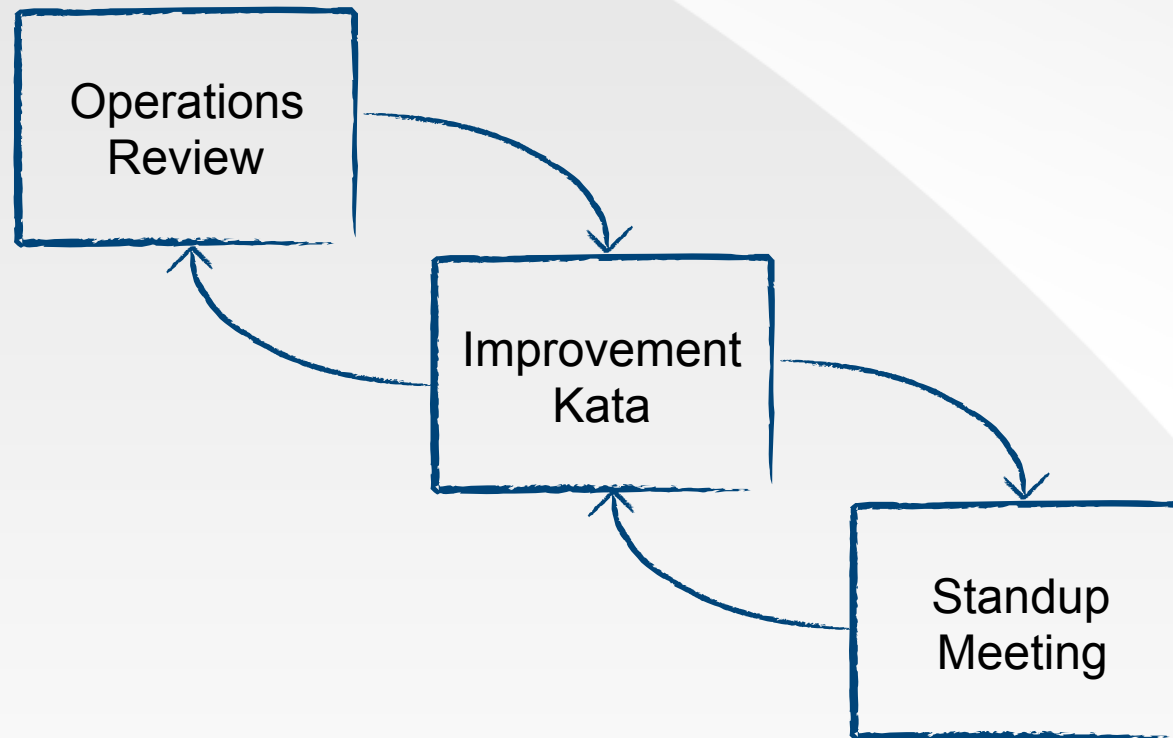 Operations
Review
Improvement
Kata
Standup
Meeting